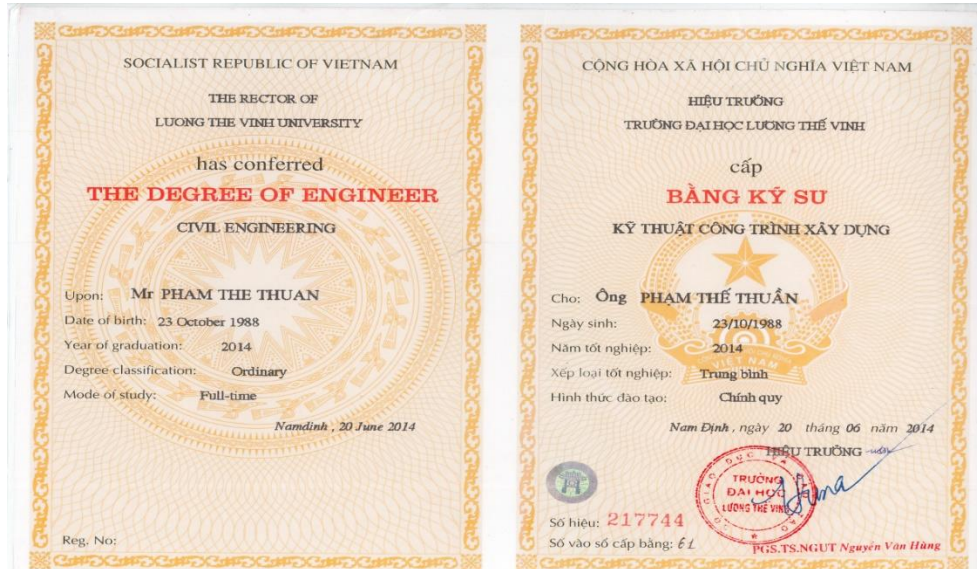 SOCIALIST REPUBLIC OF VIETNAM
THE RECTOR OF
LUONG THE VINH UNIVERSITY
has conferred
THE DEGREE OF ENGINEER
CIVIL ENGINEERING
Upon: Mr PHAM THE THUAN
Date of birth: 23 October 1988
Year of graduation: 2014
Degree classification: Ordinary
Mode of study: Full-time
Namdinh , 20 June 2014
Reg. No:
CỘNG HÒA XÃ HỘI CHỦ NGHĨA VIỆT NAM
HIỆU TRƯỞNG
TRƯỜNG ĐẠI HỌC LƯƠNG THẾ VINH
cấp
BẰNG KỸ SƯ
KỸ THUẬT CÔNG TRÌNH XÂY DỰNG
Cho: Ông PHẠM THẾ THUẦN
Ngày sinh: 23/10/1988
Năm tốt nghiệp: 2014
VIỆT NAM
Xếp loại tốt nghiệp: Trung bình
Hình thức đào tạo: Chính quy
Nam Định , ngày 20 tháng 06 năm 2014
HIỆU TRƯỞNG
TRƯỜNG
ĐẠI HỌC
LƯƠNG THẾ VINH
Số hiệu: 217744
Số vào sổ cấp bằng: 61
PGS.TS.NGUT Nguyễn Văn Hùng